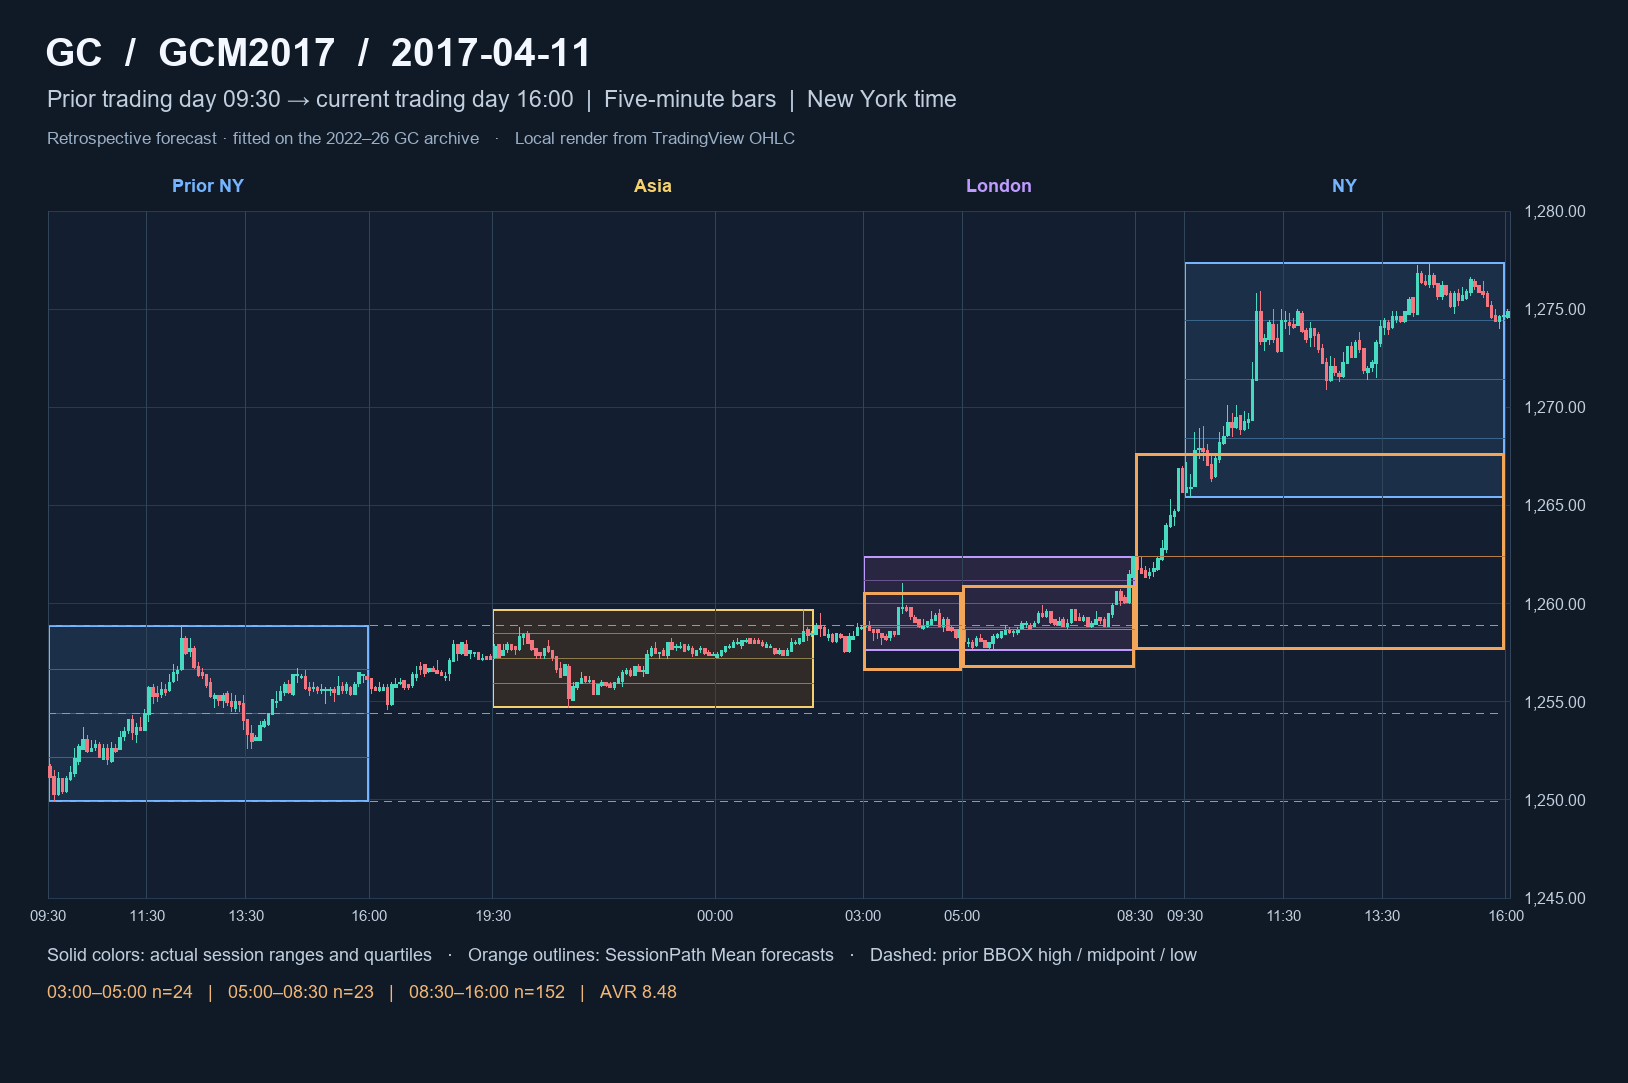 GC / GCM2017 / 2017-04-11
Prior trading day 09:30 → current trading day 16:00 | Five-minute bars | New York time
Retrospective forecast · fitted on the 2022–26 GC archive · Local render from TradingView OHLC
Prior NY Asia London NY
1,280.00
1,275.00
1,270.00
1,265.00
1,260.00
1,255.00
1,250.00
1,245.00
09:30 11:30 13:30 16:00 19:30 00:00 03:00 05:00 08:30 09:30 11:30 13:30 16:00
Solid colors: actual session ranges and quartiles · Orange outlines: SessionPath Mean forecasts · Dashed: prior BBOX high / midpoint / low
03:00–05:00 n=24 | 05:00–08:30 n=23 | 08:30–16:00 n=152 | AVR 8.48